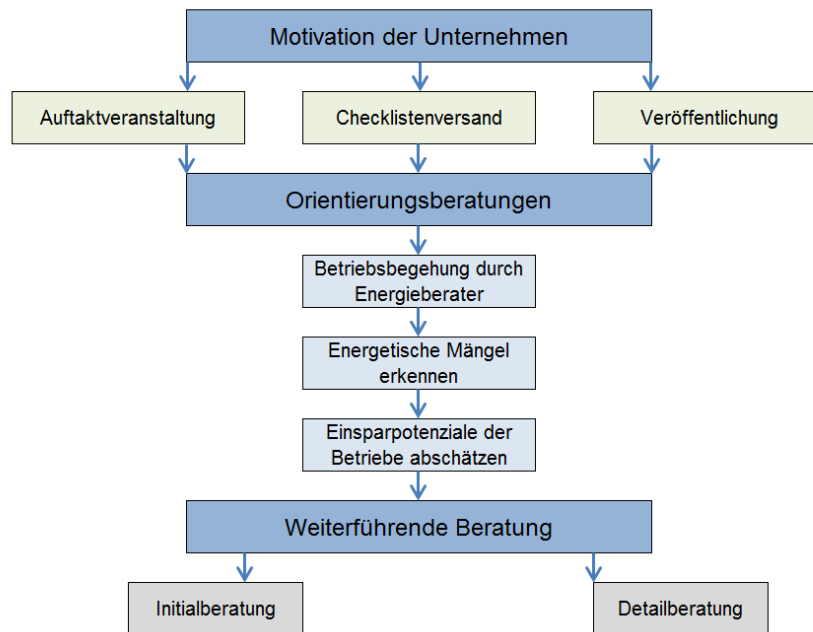 Motivation der Unternehmen
Auftaktveranstaltung
Checklistenversand
Veröffentlichung
Orientierungsberatungen
Betriebsbegehung durch
Energieberater
Energetische Mängel
erkennen
Einsparpotenziale der
Betriebe abschätzen
Weiterführende Beratung
Initialberatung
Detailberatung